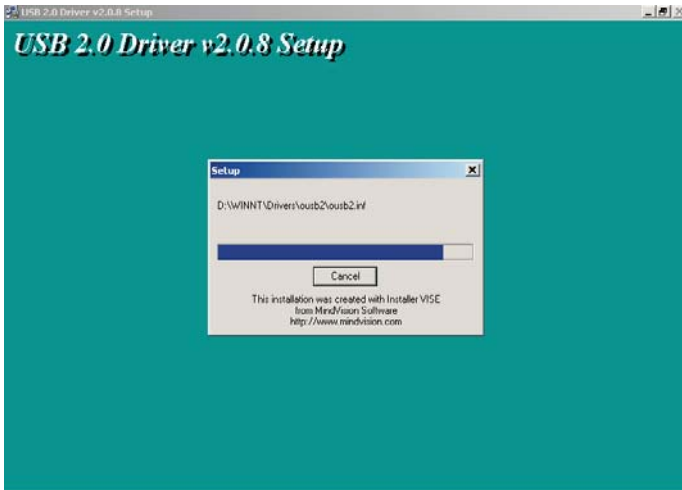 USB 2.0 Driver v2.0.8 Setup
USB 2.0 Driver v2.0.8 Setup
Setup
D:\WINNT\Drivers\ousb2\ousb2.inf
Cancel
This installation was created with Installer VISE
from MindVision Software
http://www.mindvision.com